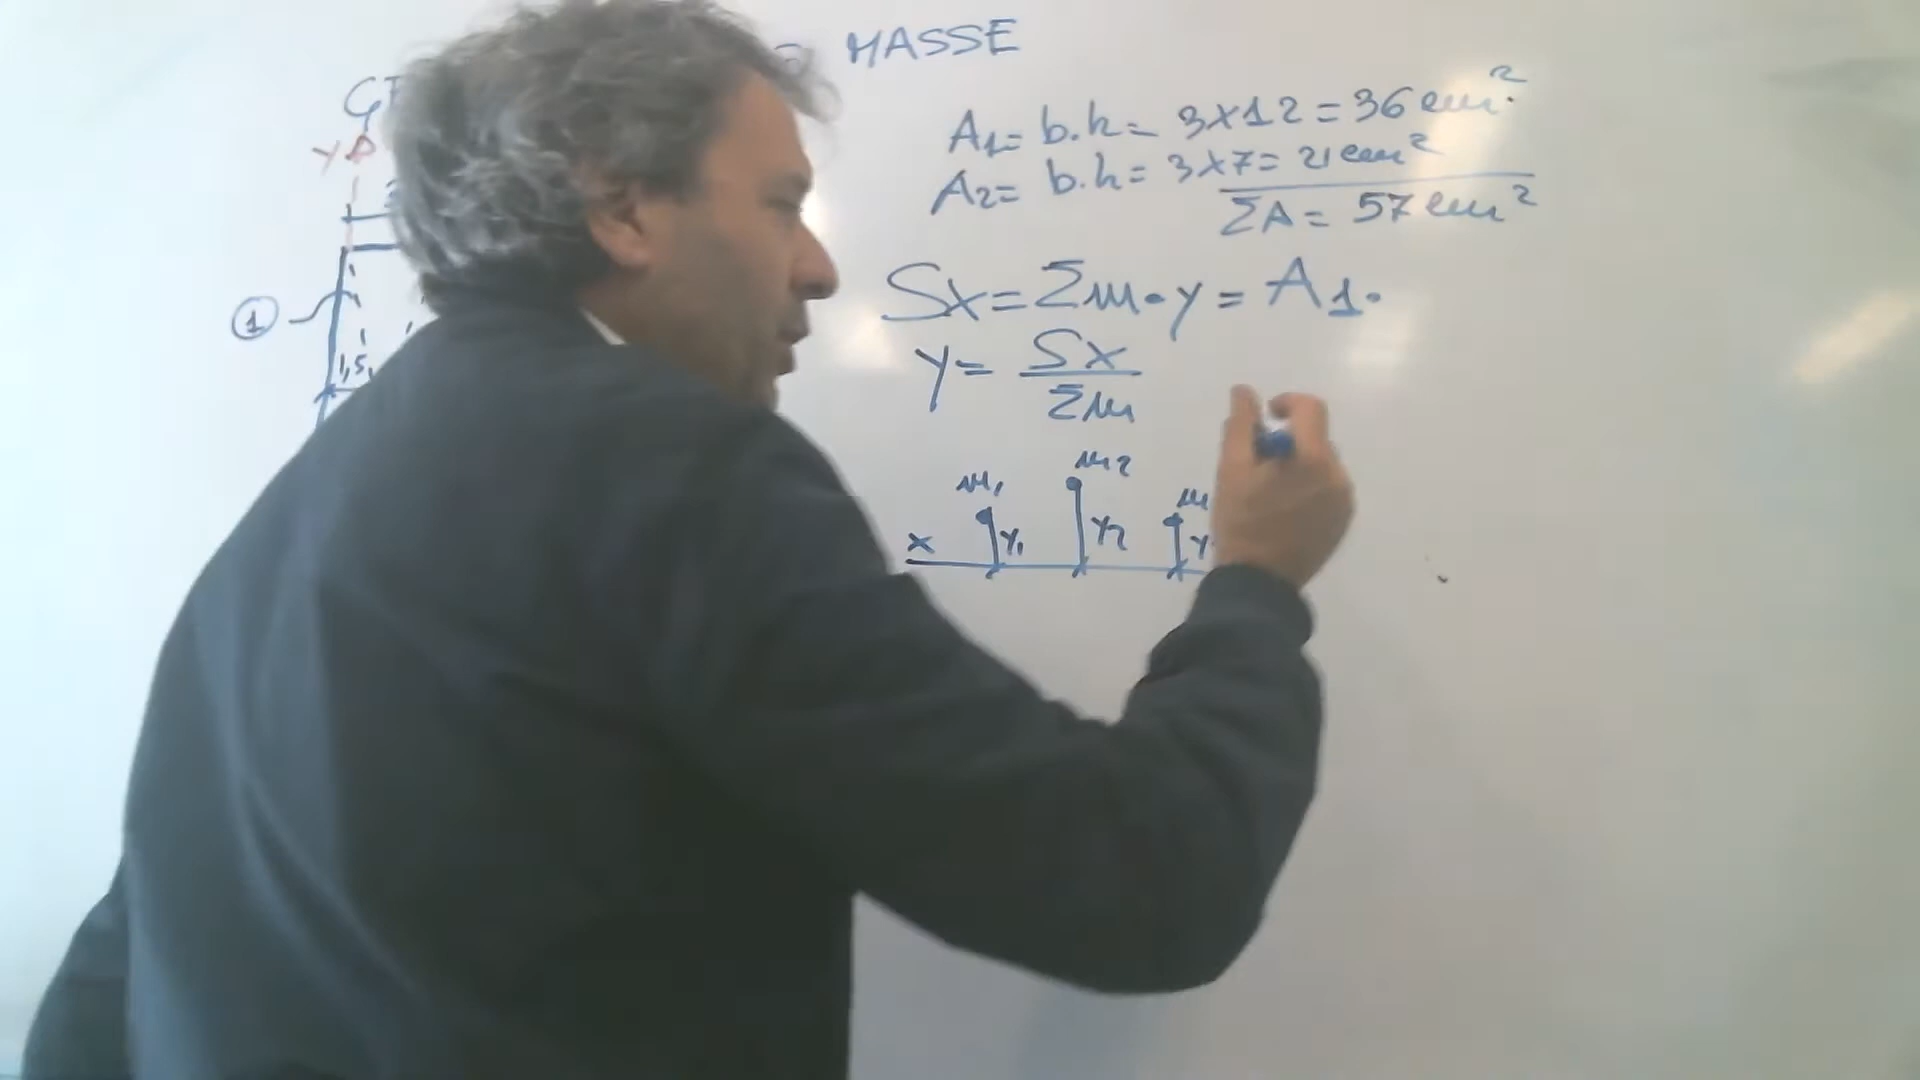 MASSE
A1= b.h= 3x12=36 cm²
A2= b.h= 3x7= 21 cm²
ΣA= 57 cm²
Sx=Σm·y= A1·
y= Sx
Σm
m1 m2 m
x y1 y2 y
Y
1
1,5